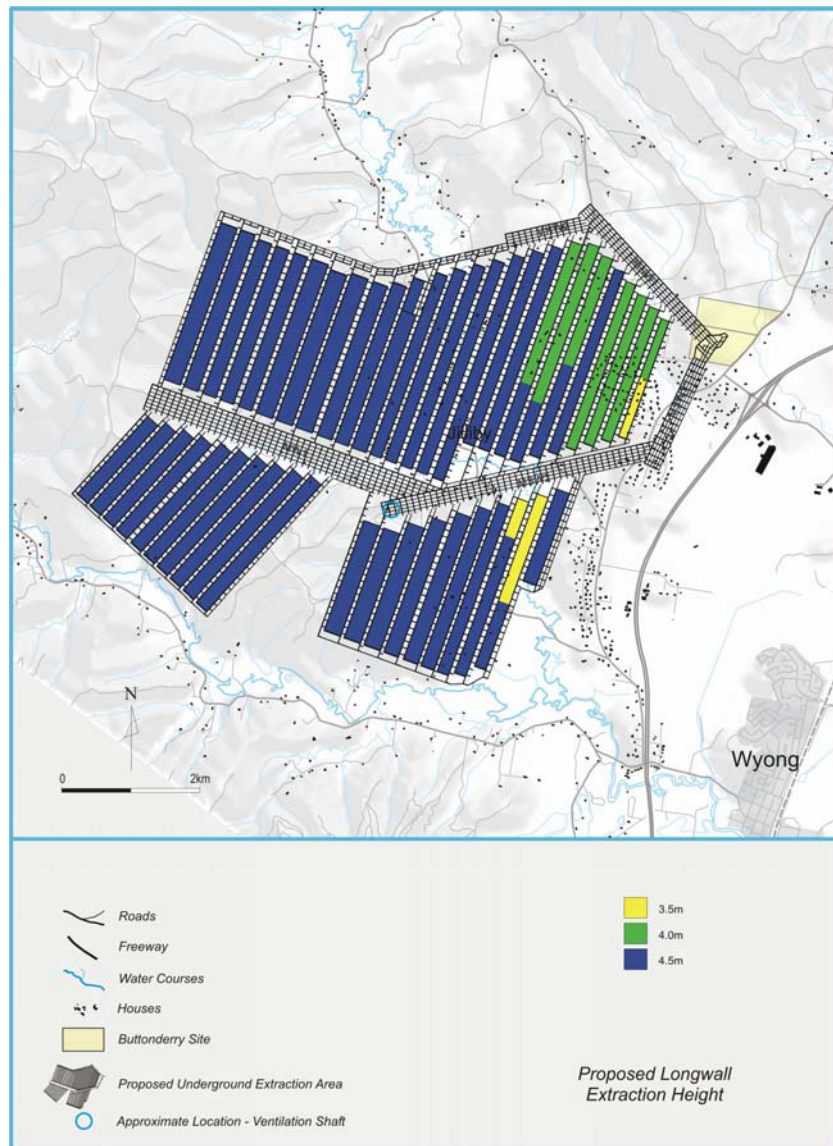 Jilliby
N
0
2km
Wyong
Roads
Freeway
Water Courses
Houses
Buttonderry Site
Proposed Underground Extraction Area
Approximate Location - Ventilation Shaft
3.5m
4.0m
4.5m
Proposed Longwall
Extraction Height